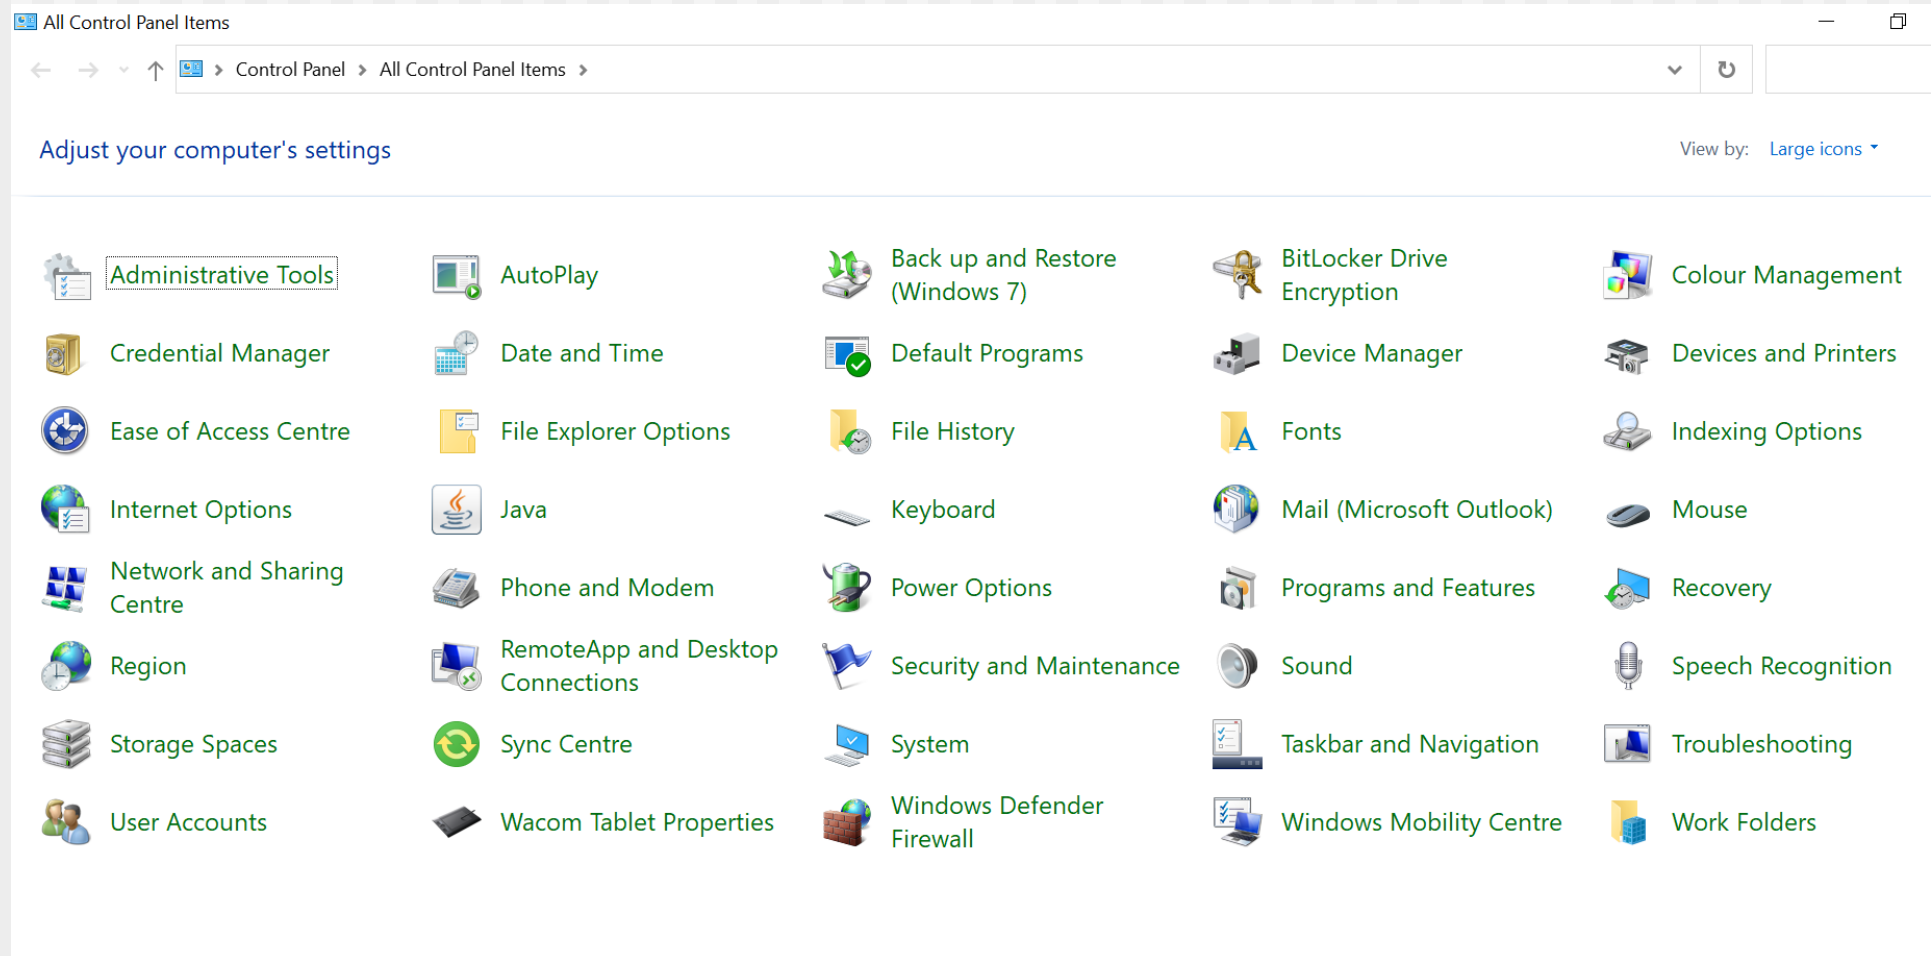 All Control Panel Items
Control Panel > All Control Panel Items >
Adjust your computer's settings
View by: Large icons
Administrative Tools
AutoPlay
Back up and Restore
(Windows 7)
BitLocker Drive
Encryption
Colour Management
Credential Manager
Date and Time
Default Programs
Device Manager
Devices and Printers
Ease of Access Centre
File Explorer Options
File History
Fonts
Indexing Options
Internet Options
Java
Keyboard
Mail (Microsoft Outlook)
Mouse
Network and Sharing
Centre
Phone and Modem
Power Options
Programs and Features
Recovery
Region
RemoteApp and Desktop
Connections
Security and Maintenance
Sound
Speech Recognition
Storage Spaces
Sync Centre
System
Taskbar and Navigation
Troubleshooting
User Accounts
Wacom Tablet Properties
Windows Defender
Firewall
Windows Mobility Centre
Work Folders